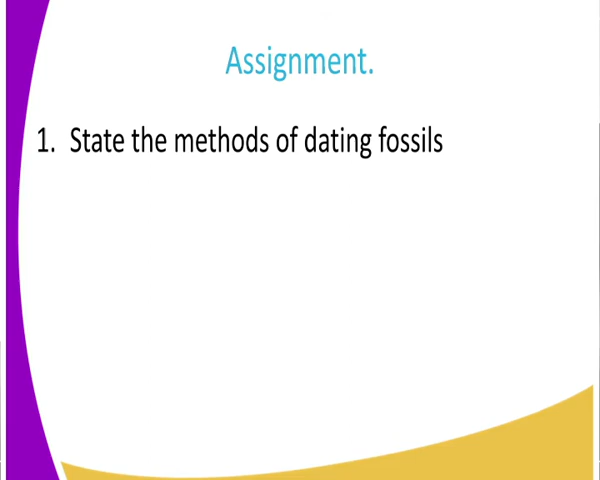 Assignment.
1. State the methods of dating fossils